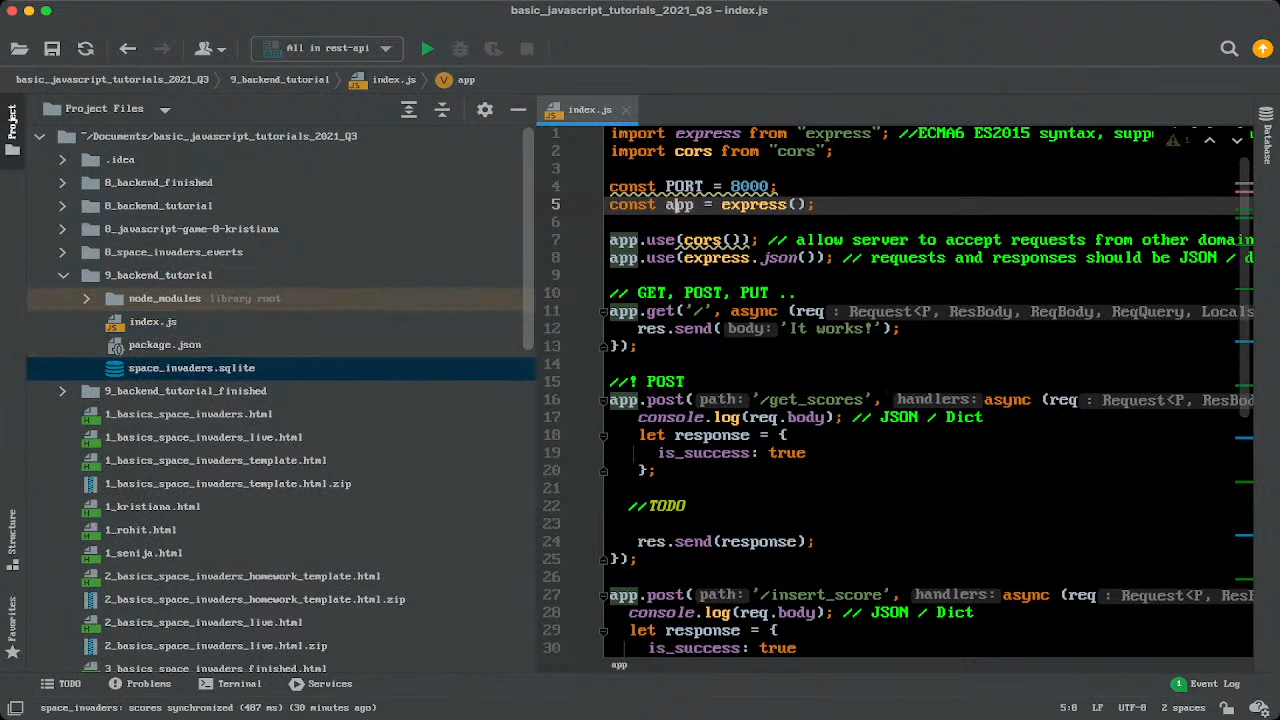 basic_javascript_tutorials_2021_Q3 – index.js
All in rest-api
basic_javascript_tutorials_2021_Q3
9_backend_tutorial
index.js
V app
Project
Project Files
~/Documents/basic_javascript_tutorials_2021_Q3
.idea
8_backend_finished
8_backend_tutorial
8_javascript-game-8-kristiana
8_space_invaders_everts
9_backend_tutorial
node_modules library root
index.js
package.json
space_invaders.sqlite
9_backend_tutorial_finished
1_basics_space_invaders.html
1_basics_space_invaders_live.html
1_basics_space_invaders_template.html
1_basics_space_invaders_template.html.zip
1_kristiana.html
1_rohit.html
1_senija.html
2_basics_space_invaders_homework_template.html
2_basics_space_invaders_homework_template.html.zip
2_basics_space_invaders_live.html
2_basics_space_invaders_live.html.zip
3_basics_space_invaders_finished.html
Structure
Favorites
index.js
1 import express from "express"; //ECMA6 ES2015 syntax, supp
1
2 import cors from "cors";
3
4 const PORT = 8000;
5 const app = express();
6
7 app.use(cors()); // allow server to accept requests from other domain
8 app.use(express.json()); // requests and responses should be JSON / d
9
10 // GET, POST, PUT ..
11 app.get('/', async (req : Request<P, ResBody, ReqBody, ReqQuery, Locals
12 res.send( body: 'It works!');
13 });
14
15 //! POST
16 app.post( path: '/get_scores', handlers: async (req : Request<P, ResBod
17 console.log(req.body); // JSON / Dict
18 let response = {
19 is_success: true
20 };
21
22 //TODO
23
24 res.send(response);
25 });
26
27 app.post( path: '/insert_score', handlers: async (req : Request<P, ResB
28 console.log(req.body); // JSON / Dict
29 let response = {
30 is_success: true
app
Database
TODO
Problems
Terminal
Services
1 Event Log
space_invaders: scores synchronized (407 ms) (30 minutes ago)
5:8 LF UTF-8 2 spaces